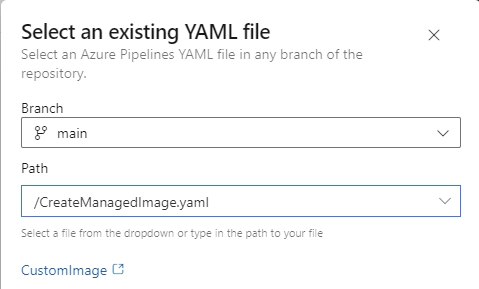 Select an existing YAML file
Select an Azure Pipelines YAML file in any branch of the
repository.
Branch
main
Path
/CreateManagedImage.yaml
Select a file from the dropdown or type in the path to your file
CustomImage